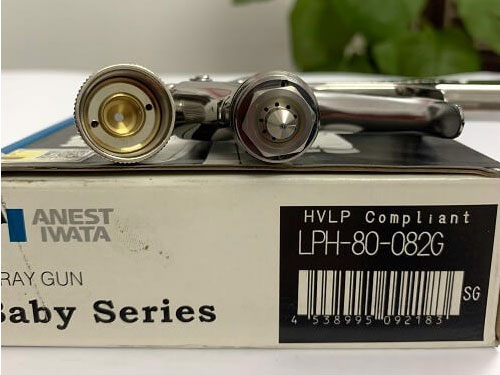 ANEST
IWATA
RAY GUN
Baby Series
HVLP Compliant
LPH-80-082G
SG
4 538995 092183